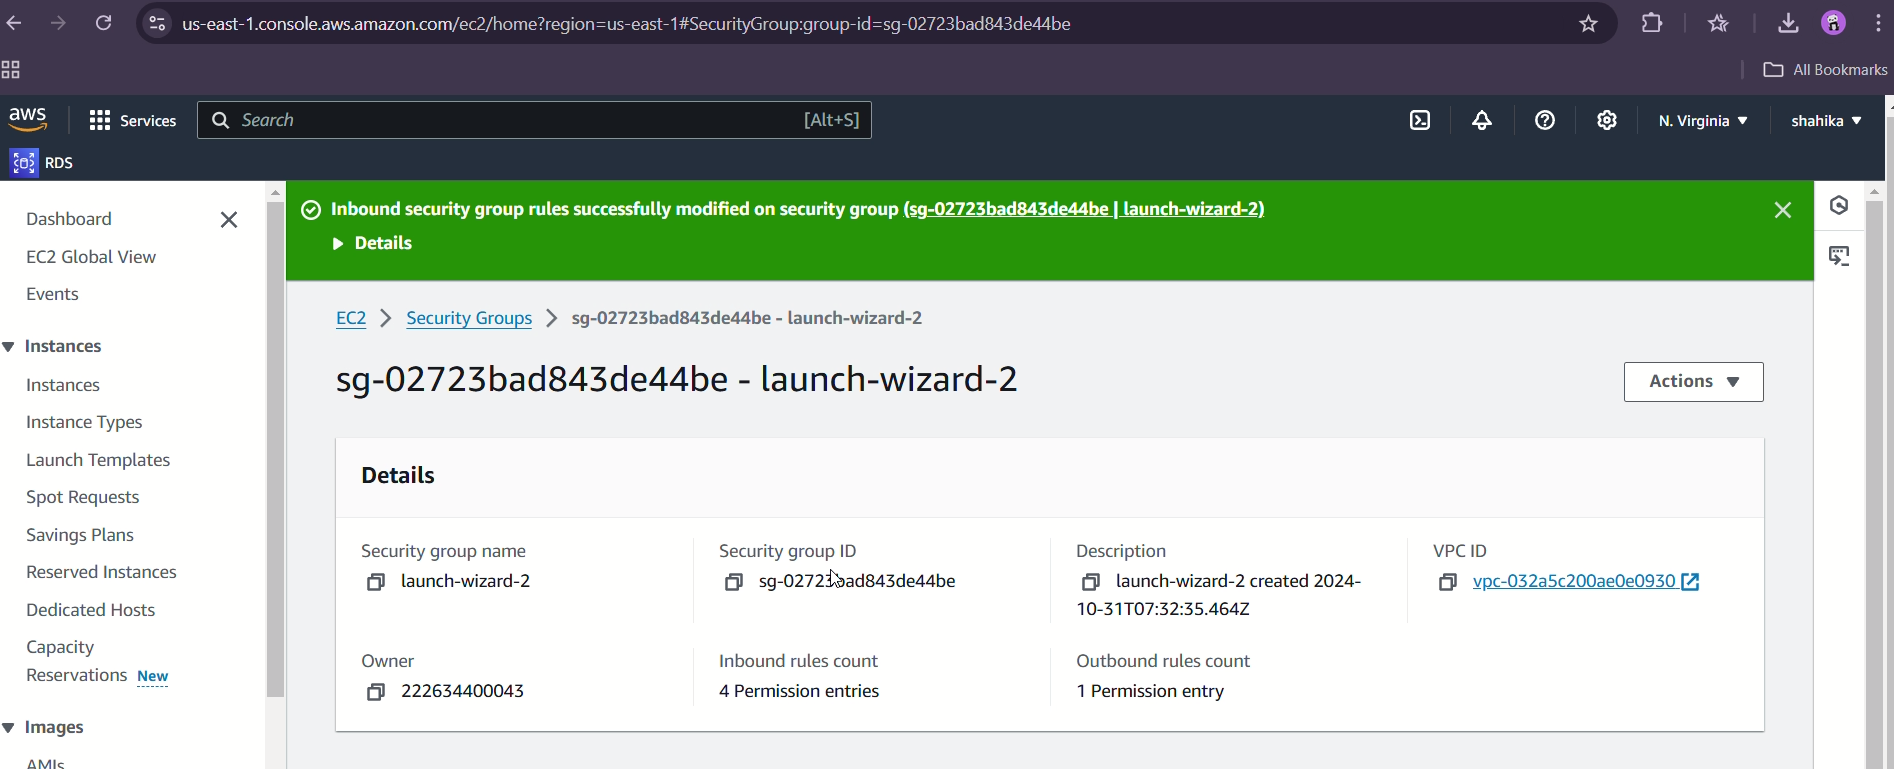 us-east-1.console.aws.amazon.com/ec2/home?region=us-east-1#SecurityGroup:group-id=sg-02723bad843de44be
All Bookmarks
aws Services Search [Alt+S] N. Virginia shahika
RDS
Dashboard
EC2 Global View
Events
Instances
Instances
Instance Types
Launch Templates
Spot Requests
Savings Plans
Reserved Instances
Dedicated Hosts
Capacity
Reservations New
Images
AMIs
Inbound security group rules successfully modified on security group (sg-02723bad843de44be | launch-wizard-2)
Details
EC2 Security Groups sg-02723bad843de44be - launch-wizard-2
sg-02723bad843de44be - launch-wizard-2
Actions
Details
Security group name
launch-wizard-2
Security group ID
sg-02723bad843de44be
Description
launch-wizard-2 created 2024-
10-31T07:32:35.464Z
VPC ID
vpc-032a5c200ae0e0930
Owner
222634400043
Inbound rules count
4 Permission entries
Outbound rules count
1 Permission entry